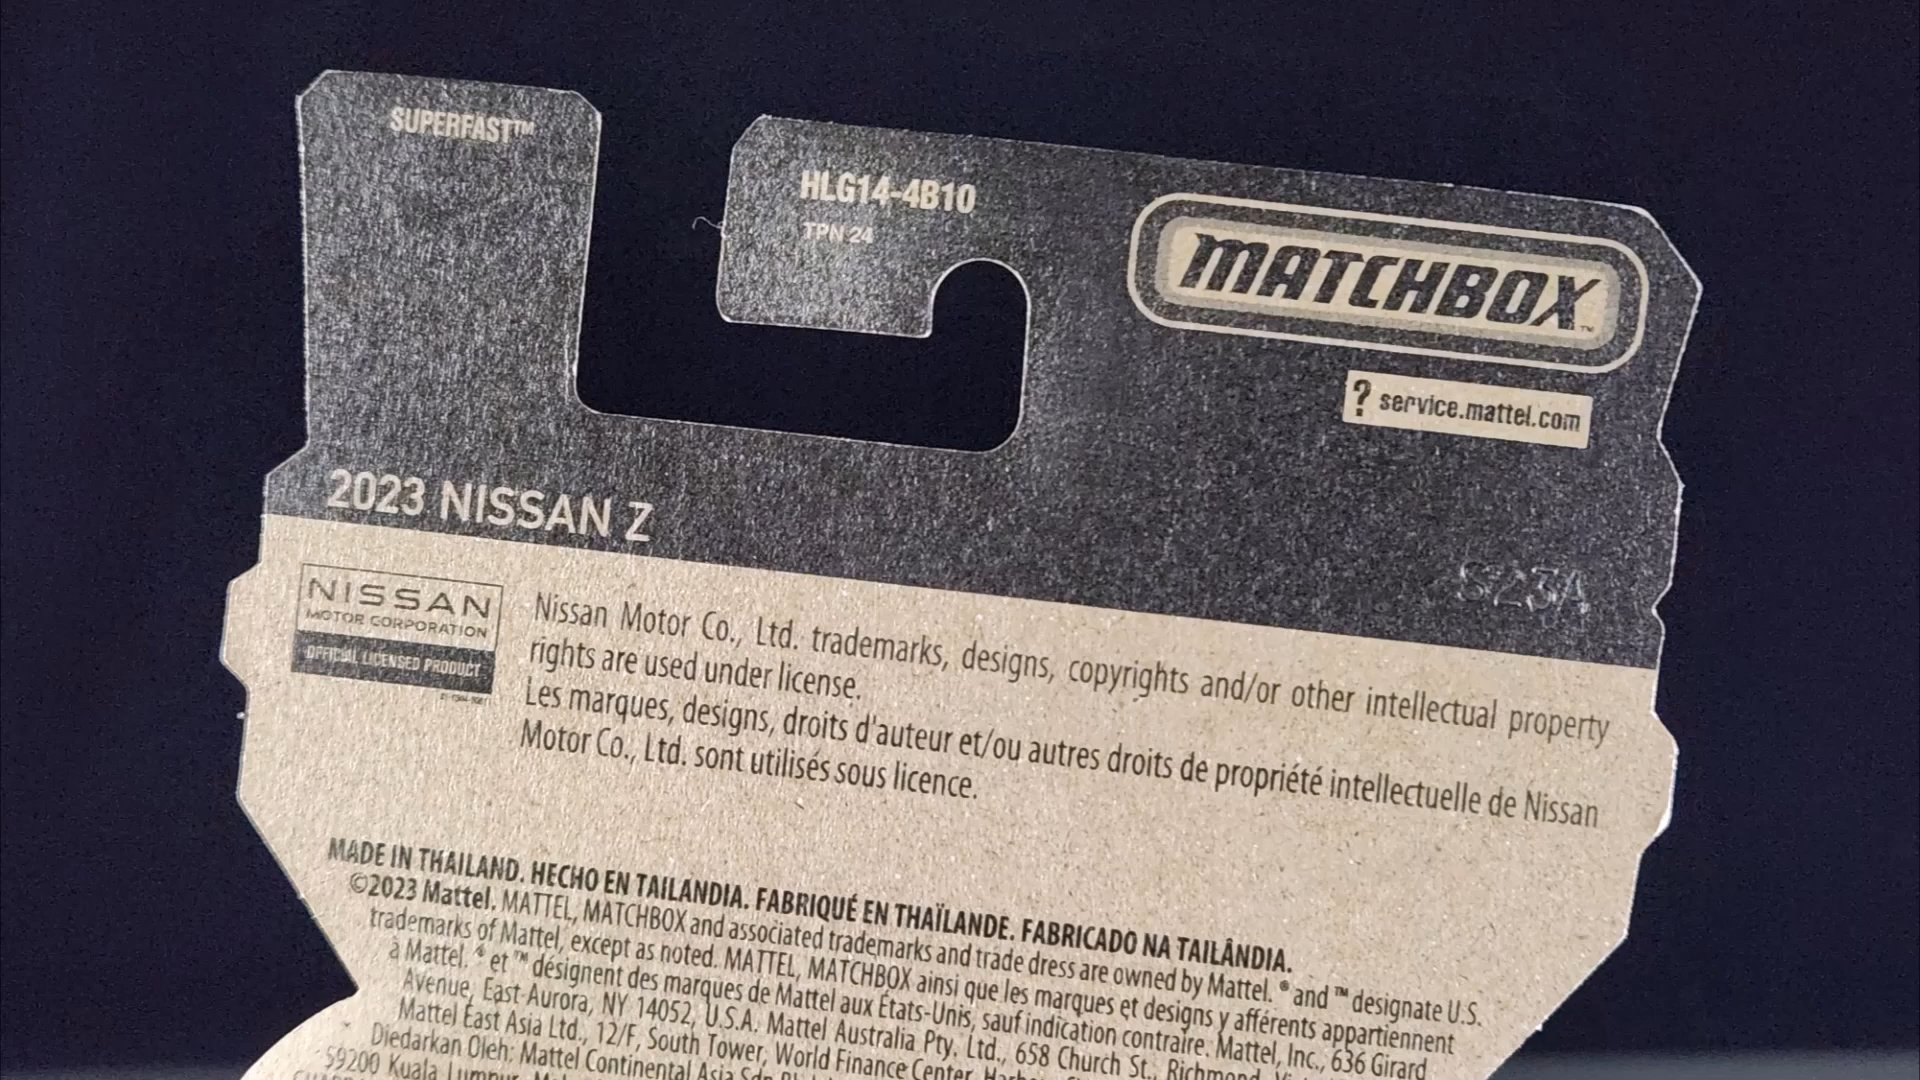 SUPERFAST™
HLG14-4B10
TPN 24
MATCHBOX™
? service.mattel.com
2023 NISSAN Z
S23A
NISSAN
MOTOR CORPORATION
OFFICIAL LICENSED PRODUCT
Nissan Motor Co., Ltd. trademarks, designs, copyrights and/or other intellectual property
rights are used under license.
Les marques, designs, droits d'auteur et/ou autres droits de propriété intellectuelle de Nissan
Motor Co., Ltd. sont utilisés sous licence.
MADE IN THAILAND. HECHO EN TAILANDIA. FABRIQUÉ EN THAÏLANDE. FABRICADO NA TAILÂNDIA.
©2023 Mattel. MATTEL, MATCHBOX and associated trademarks and trade dress are owned by Mattel. ® and ™ designate U.S.
trademarks of Mattel, except as noted. MATTEL, MATCHBOX ainsi que les marques et designs y afférents appartiennent
à Mattel. ® et ™ désignent des marques de Mattel aux États-Unis, sauf indication contraire. Mattel, Inc., 636 Girard
Avenue, East-Aurora, NY 14052, U.S.A. Mattel Australia Pty. Ltd., 658 Church St., Richmond,
Mattel East Asia Ltd., 12/F, South Tower, World Finance Center,
Diedarkan Oleh: Mattel Continental Asia Sdn
59200 Kuala Lumpur,